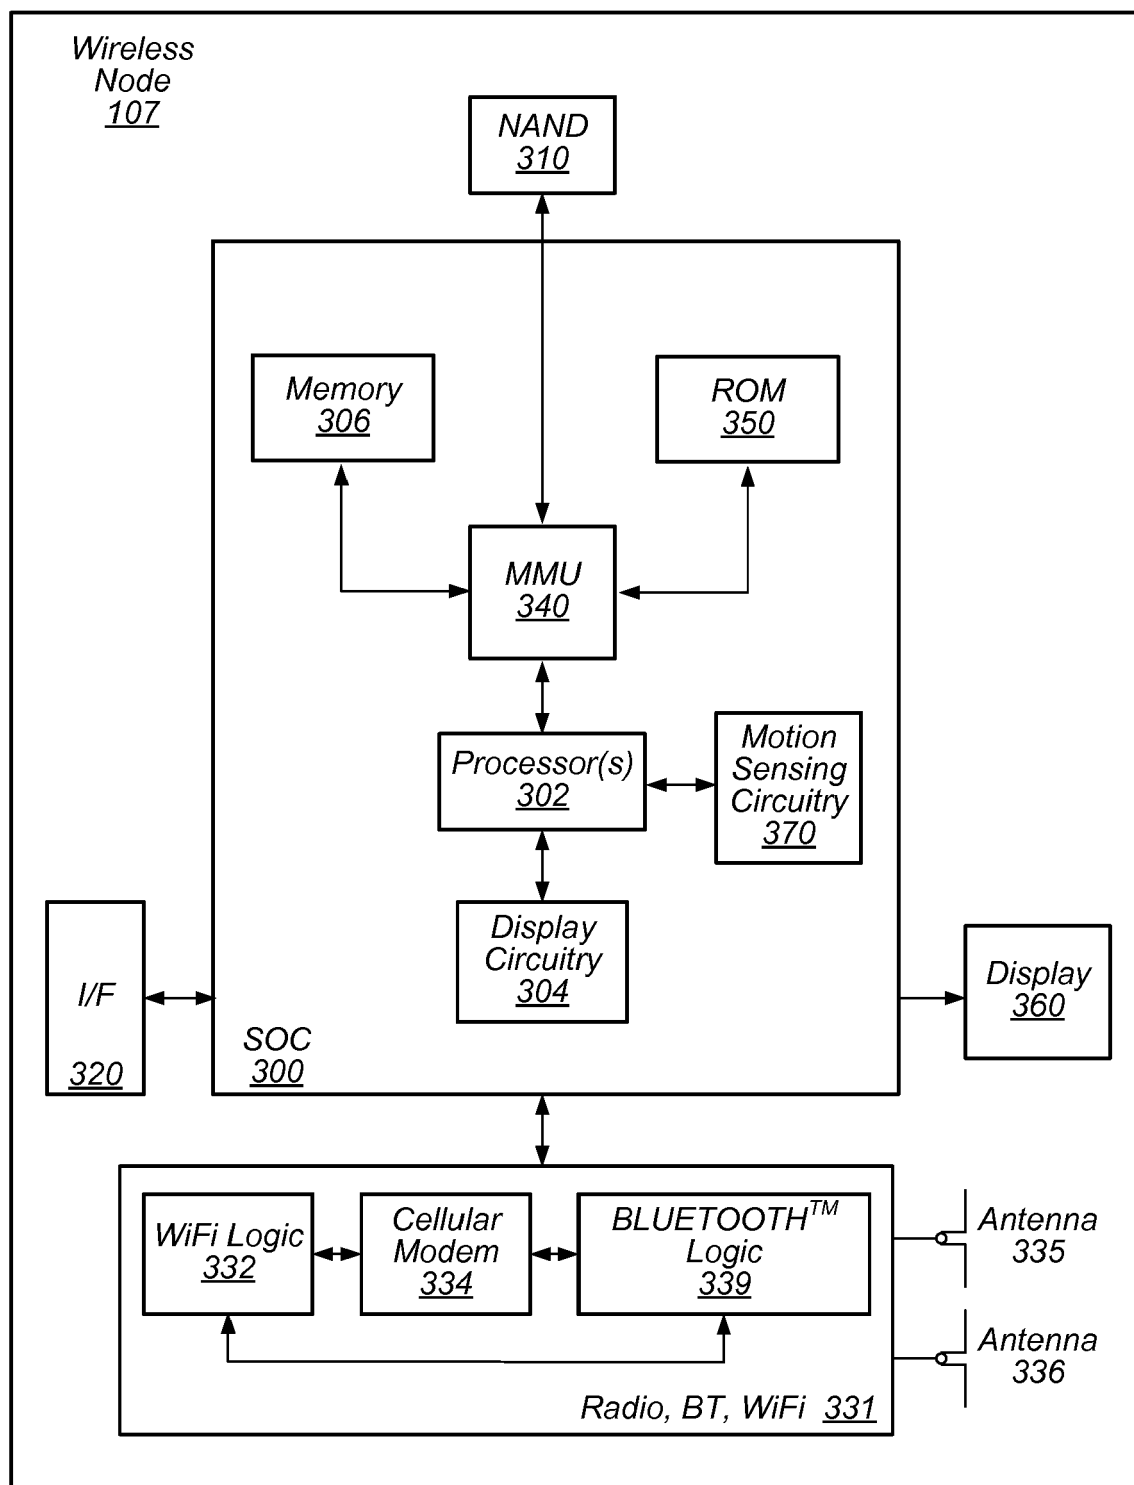 Wireless
Node
107
NAND
310
Memory
306
ROM
350
MMU
340
Processor(s)
302
Motion
Sensing
Circuitry
370
Display
Circuitry
304
I/F
320
SOC
300
Display
360
WiFi Logic
332
Cellular
Modem
334
BLUETOOTH™
Logic
339
Antenna
335
Antenna
336
Radio, BT, WiFi 331